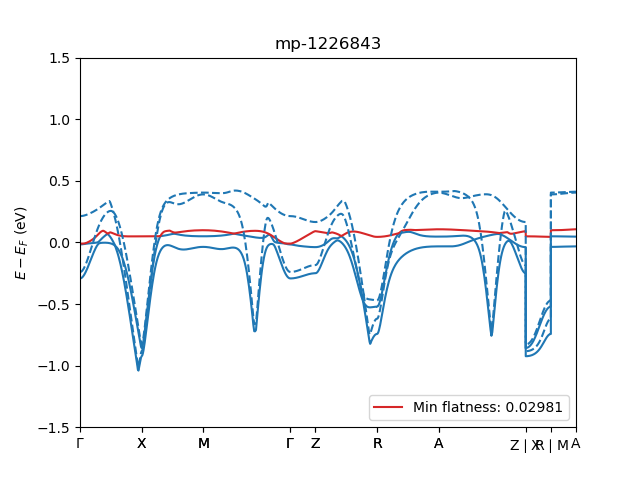 mp-1226843
1.5
1.0
0.5
0.0
−0.5
−1.0
−1.5
E − E_F (eV)
Min flatness: 0.02981
Γ X M Γ Z R A Z | X R | M A